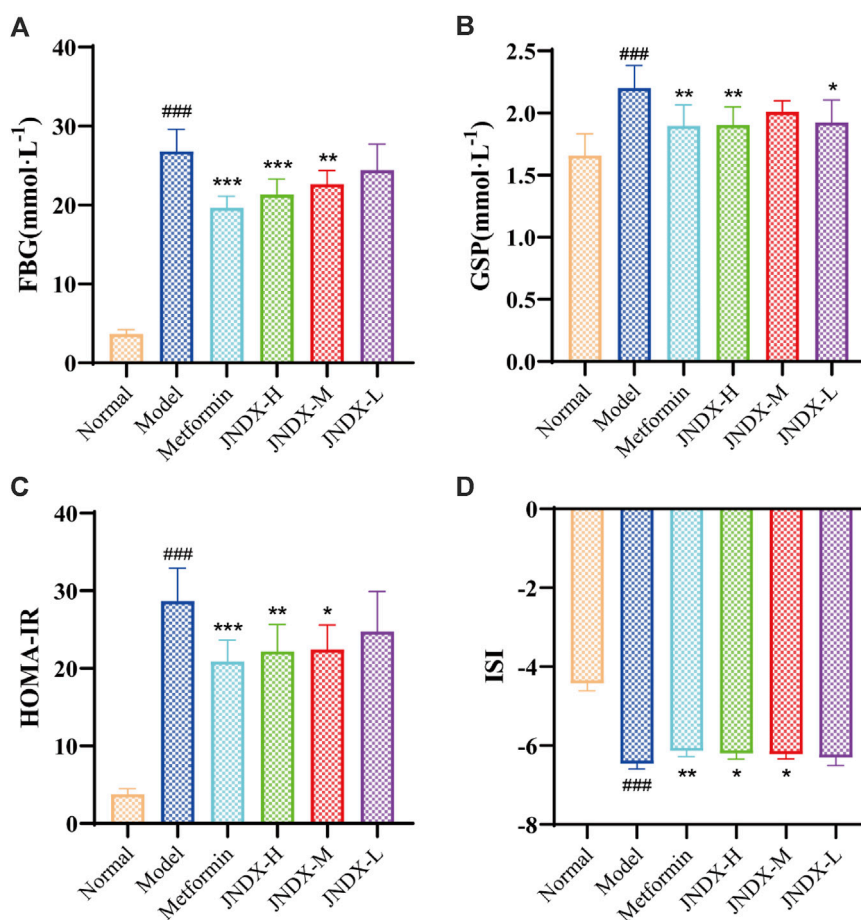 A
FBG(mmol·L⁻¹)
40
30
20
10
0
###
***
***
**
Normal
Model
Metformin
JNDX-H
JNDX-M
JNDX-L
B
GSP(mmol·L⁻¹)
2.5
2.0
1.5
1.0
0.5
0.0
###
**
**
*
Normal
Model
Metformin
JNDX-H
JNDX-M
JNDX-L
C
HOMA-IR
40
30
20
10
0
###
***
**
*
Normal
Model
Metformin
JNDX-H
JNDX-M
JNDX-L
D
ISI
0
-2
-4
-6
-8
###
**
*
*
Normal
Model
Metformin
JNDX-H
JNDX-M
JNDX-L